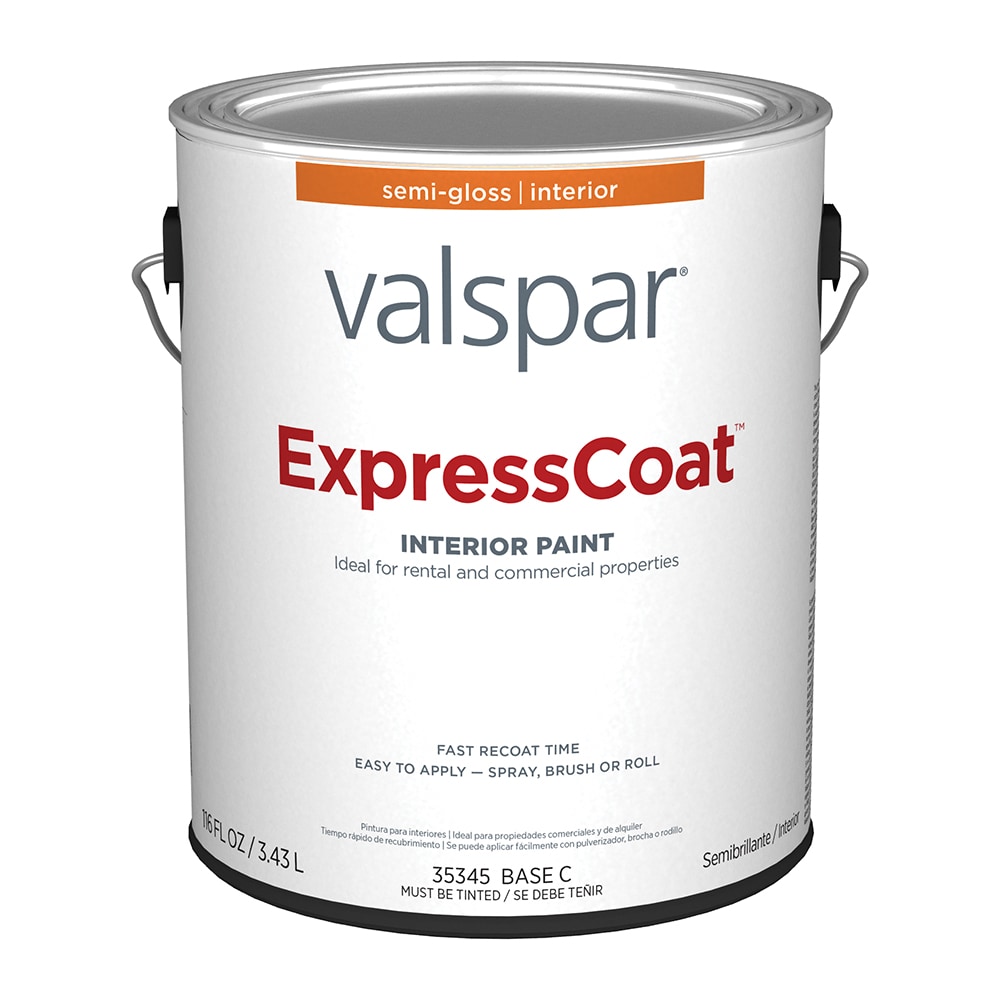 semi-gloss | interior
valspar®
ExpressCoat™
INTERIOR PAINT
Ideal for rental and commercial properties
FAST RECOAT TIME
EASY TO APPLY — SPRAY, BRUSH OR ROLL
116 FL OZ / 3.43 L
Pintura para interiores | Ideal para propiedades comerciales y de alquiler
Tiempo rápido de recubrimiento | Se puede aplicar fácilmente con pulverizador, brocha o rodillo
Semibrillante / Interior
35345 BASE C
MUST BE TINTED / SE DEBE TEÑIR